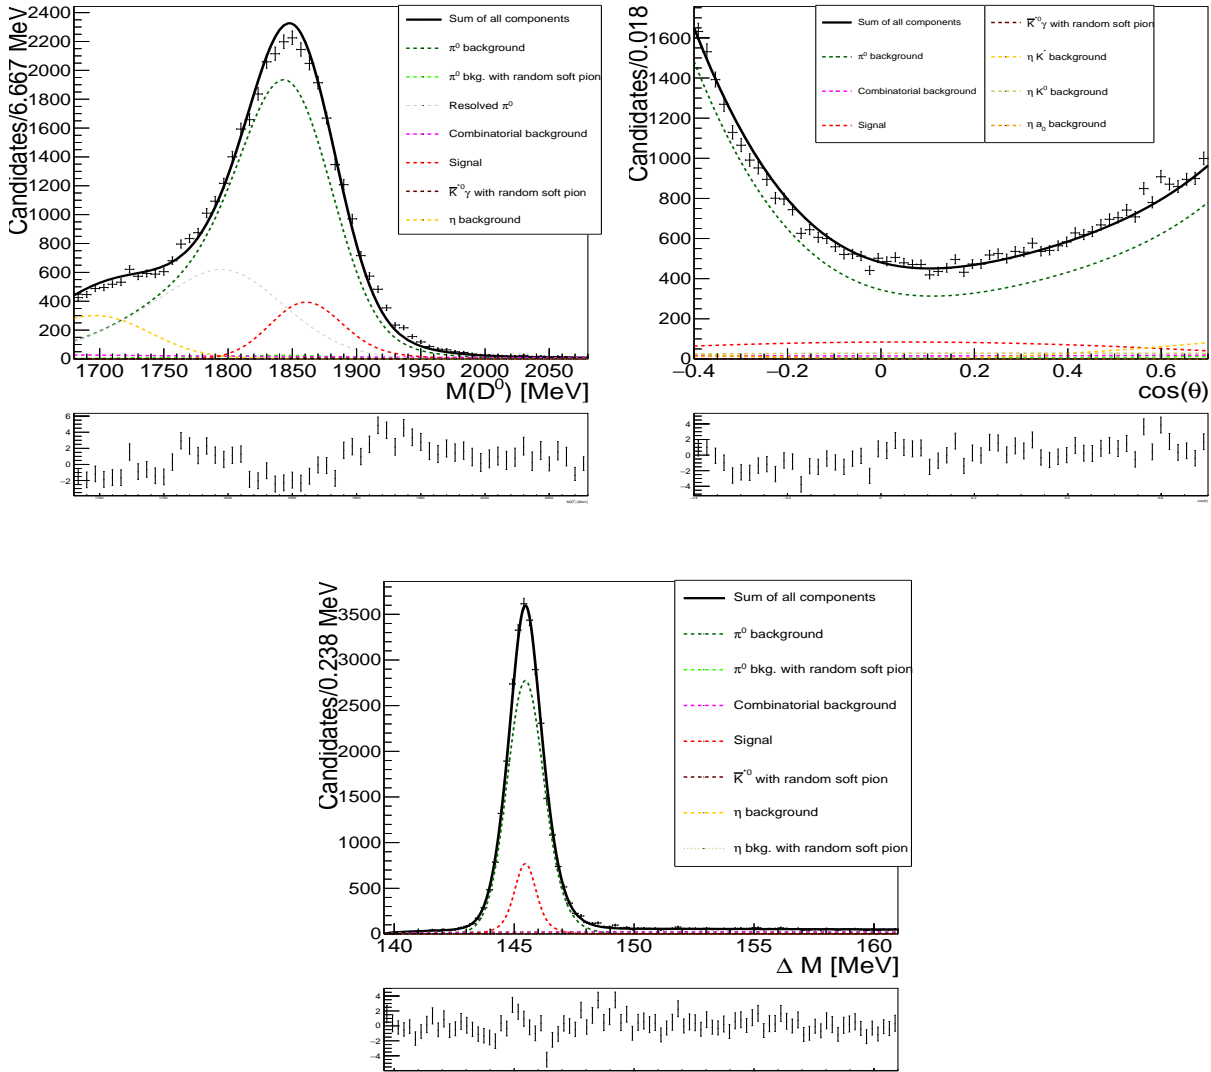 Candidates/6.667 MeV
2400
2200
2000
1800
1600
1400
1200
1000
800
600
400
200
0
1700 1750 1800 1850 1900 1950 2000 2050
M(D⁰) [MeV]
Sum of all components
π⁰ background
π⁰ bkg. with random soft pion
Resolved π⁰
Combinatorial background
Signal
K̅*⁰γ with random soft pion
η background
6
4
2
0
−2
Candidates/0.018
1600
1400
1200
1000
800
600
400
200
0
−0.4 −0.2 0 0.2 0.4 0.6
cos(θ)
Sum of all components
π⁰ background
Combinatorial background
Signal
K̅*⁰γ with random soft pion
η K* background
η K⁰ background
η a₀ background
4
2
0
−2
−4
Candidates/0.238 MeV
3500
3000
2500
2000
1500
1000
500
0
140 145 150 155 160
Δ M [MeV]
Sum of all components
π⁰ background
π⁰ bkg. with random soft pion
Combinatorial background
Signal
K̅*⁰ with random soft pion
η background
η bkg. with random soft pion
4
2
0
−2
−4